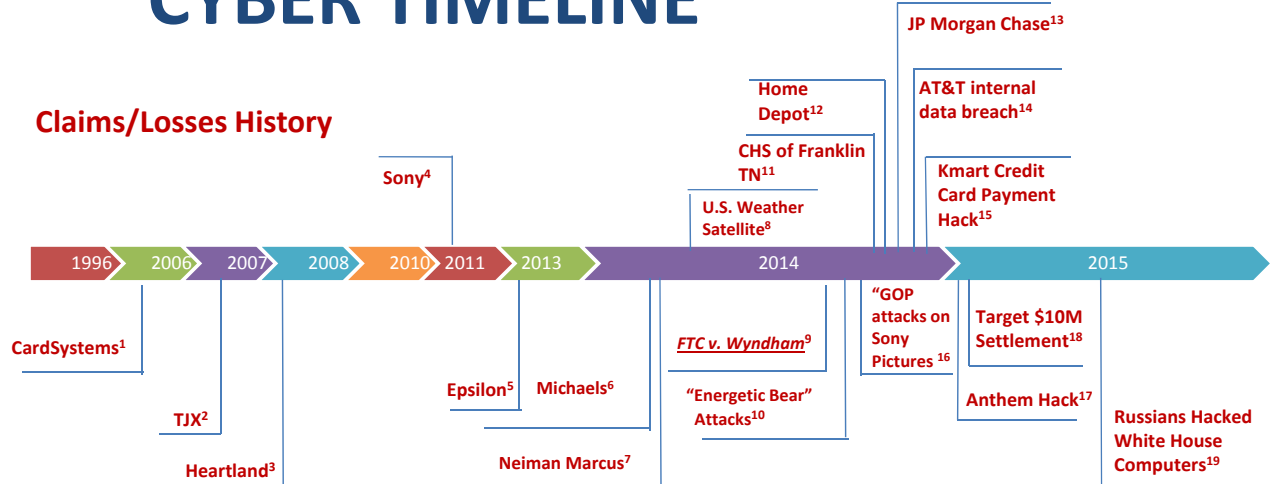 CYBER TIMELINE
JP Morgan Chase¹³
Home
Depot¹²
AT&T internal
data breach¹⁴
Claims/Losses History
CHS of Franklin
TN¹¹
Sony⁴
Kmart Credit
Card Payment
Hack¹⁵
U.S. Weather
Satellite⁸
1996
2006
2007
2008
2010
2011
2013
2014
2015
CardSystems¹
TJX²
Heartland³
Epsilon⁵
Michaels⁶
Neiman Marcus⁷
FTC v. Wyndham⁹
“Energetic Bear”
Attacks¹⁰
“GOP
attacks on
Sony
Pictures ¹⁶
Target $10M
Settlement¹⁸
Anthem Hack¹⁷
Russians Hacked
White House
Computers¹⁹